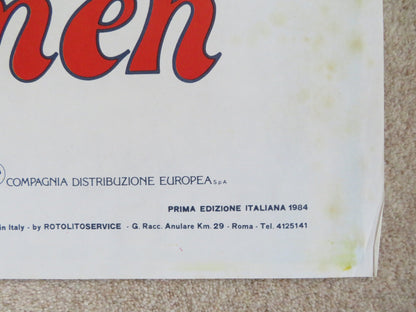 men
COMPAGNIA DISTRIBUZIONE EUROPEA S.p.A.
PRIMA EDIZIONE ITALIANA 1984
in Italy - by ROTOLITOSERVICE - G. Racc. Anulare Km. 29 - Roma - Tel. 4125141